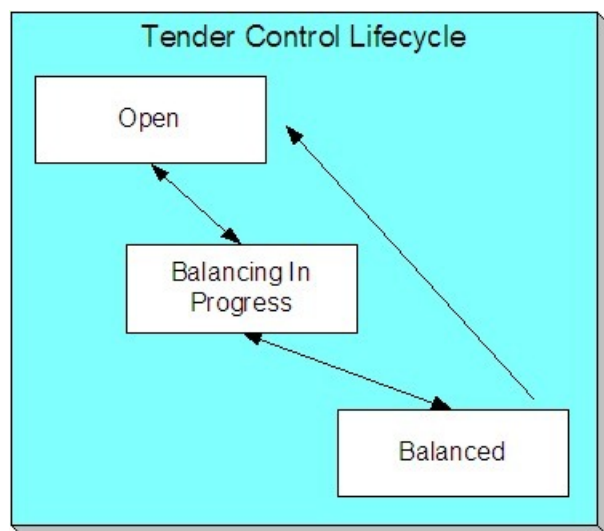 Tender Control Lifecycle
Open
Balancing In
Progress
Balanced